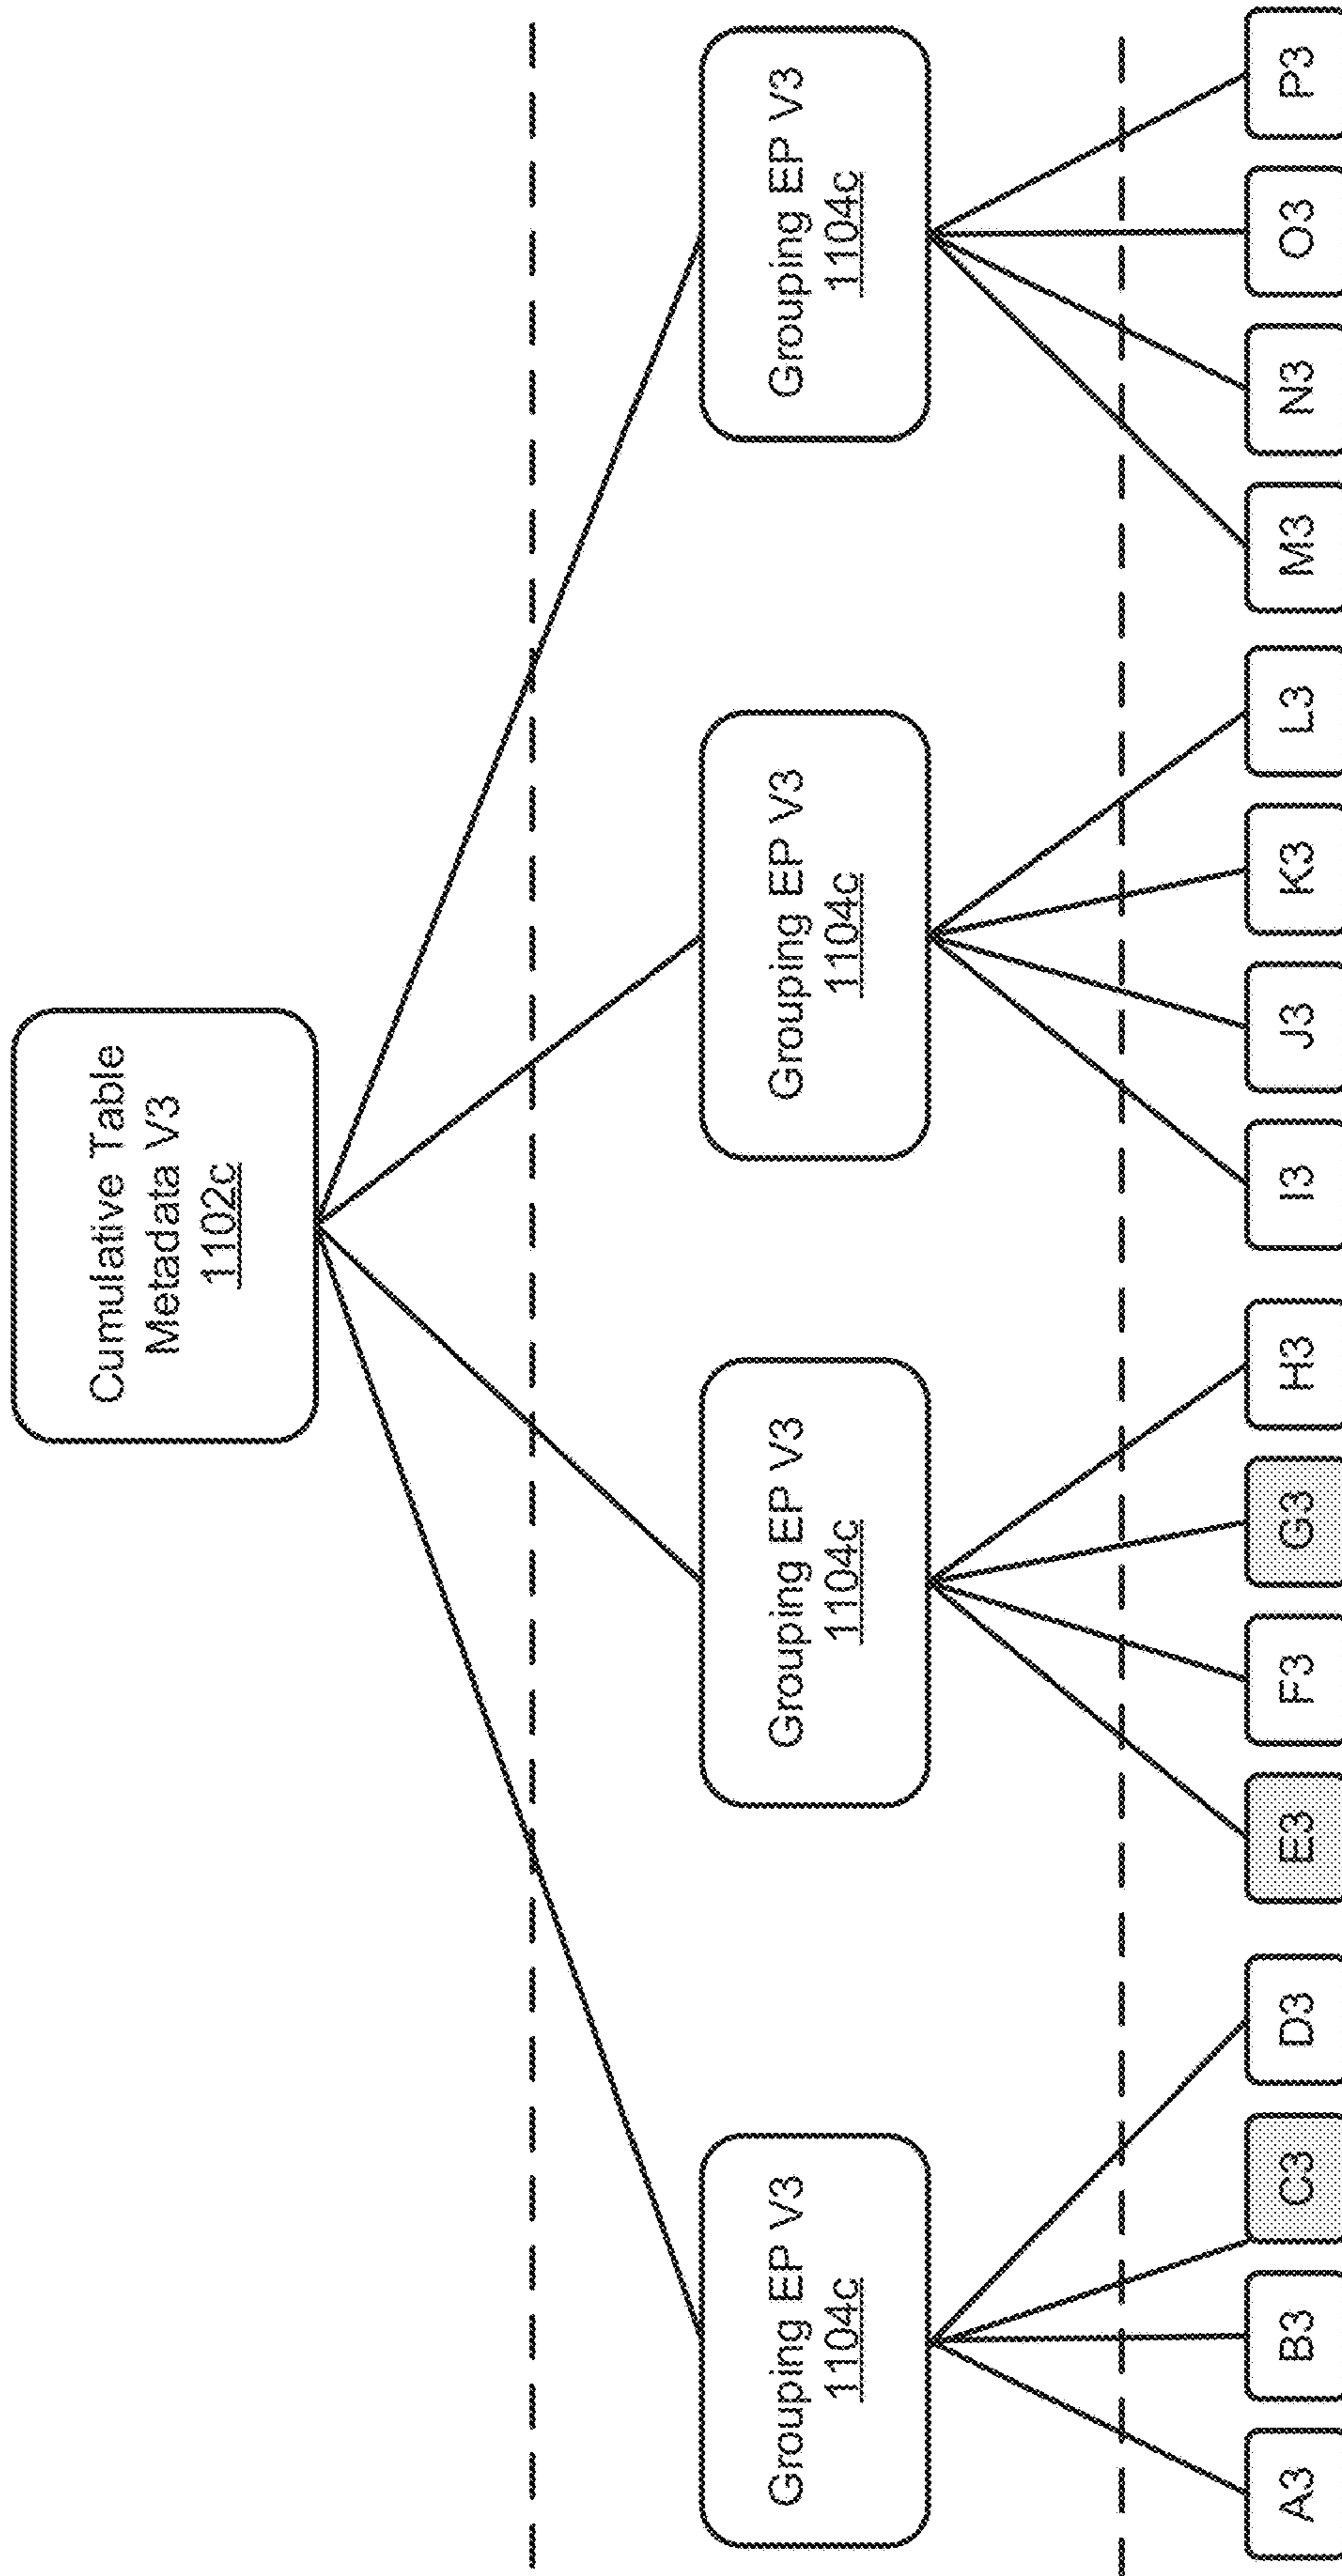 Cumulative Table
Metadata V3
1102c
Grouping EP V3
1104c
Grouping EP V3
1104c
Grouping EP V3
1104c
Grouping EP V3
1104c
A3
B3
C3
D3
E3
F3
G3
H3
I3
J3
K3
L3
M3
N3
O3
P3